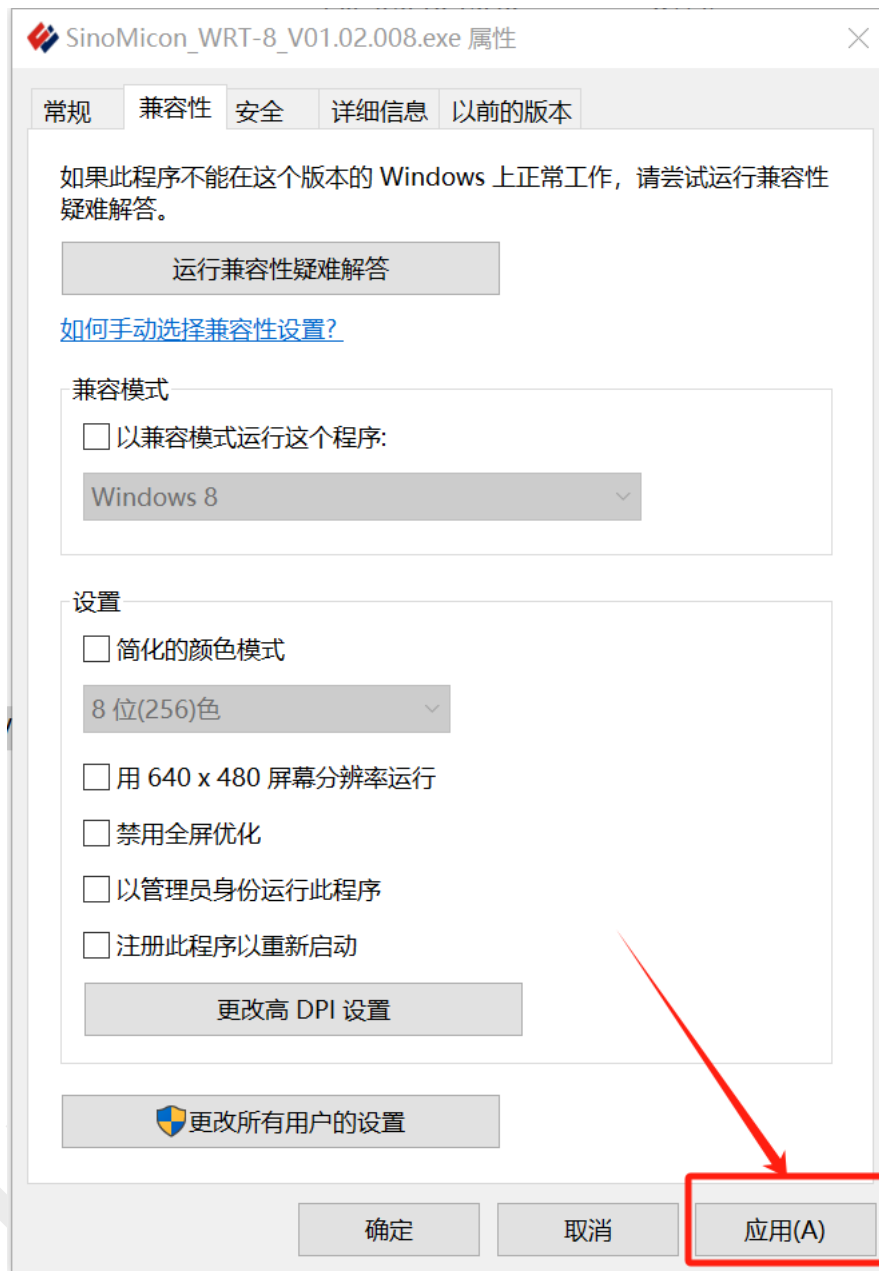 SinoMicon_WRT-8_V01.02.008.exe 属性
常规 兼容性 安全 详细信息 以前的版本
如果此程序不能在这个版本的 Windows 上正常工作，请尝试运行兼容性
疑难解答。
运行兼容性疑难解答
如何手动选择兼容性设置?
兼容模式
以兼容模式运行这个程序:
Windows 8
设置
简化的颜色模式
8 位(256)色
用 640 x 480 屏幕分辨率运行
禁用全屏优化
以管理员身份运行此程序
注册此程序以重新启动
更改高 DPI 设置
更改所有用户的设置
确定 取消 应用(A)